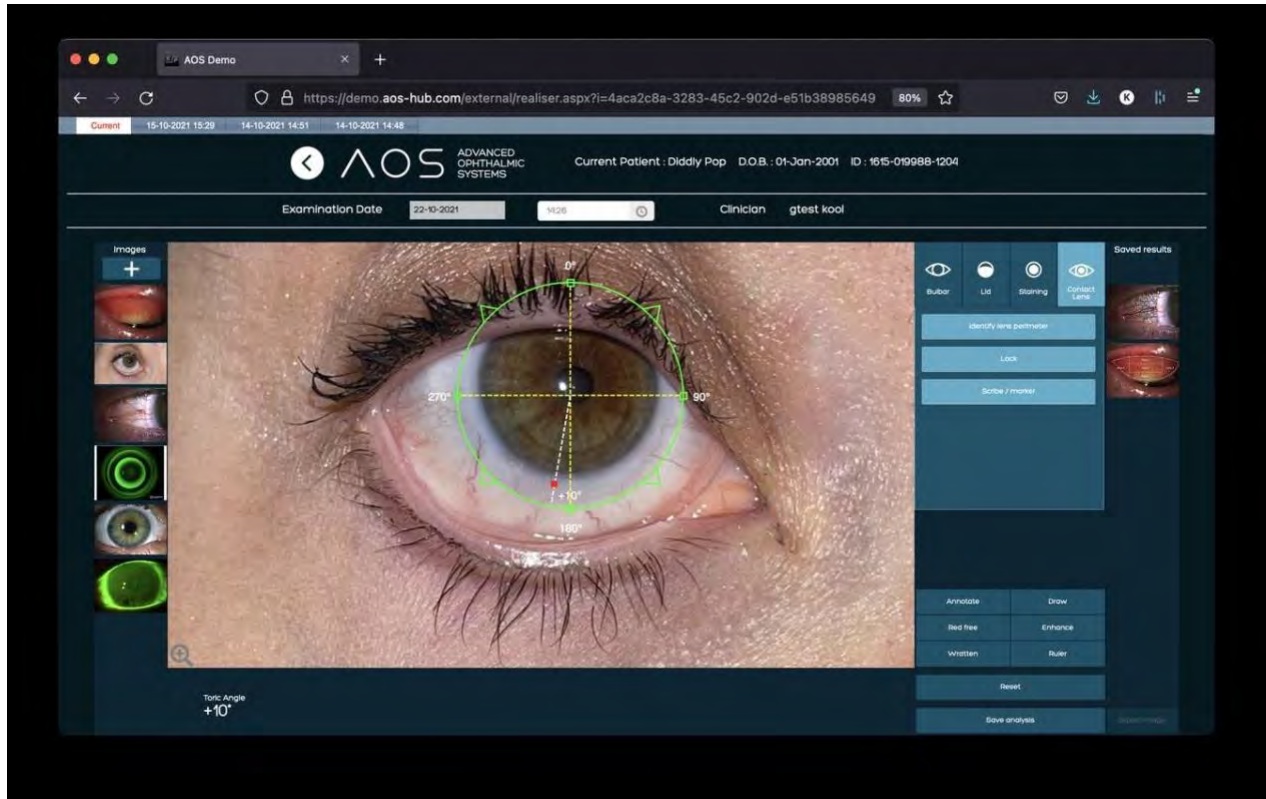 AOS Demo
https://demo.aos-hub.com/external/realiser.aspx?i=4aca2c8a-3283-45c2-902d-e51b38985649 80%
K
Current 15-10-2021 15:29 14-10-2021 14:51 14-10-2021 14:48
AOS ADVANCED
OPHTHALMIC
SYSTEMS
Current Patient : Diddly Pop D.O.B. : 01-Jan-2001 ID : 1615-019988-1204
Examination Date 22-10-2021 14:26 Clinician gtest kool
Images
Saved results
Bulbar Lid Staining Contact
Lens
Identify lens perimeter
Lock
Scribe / marker
0°
270° 90°
+10°
180°
Annotate Draw
Red free Enhance
Wratten Ruler
Reset
Save analysis
Toric Angle
+10°